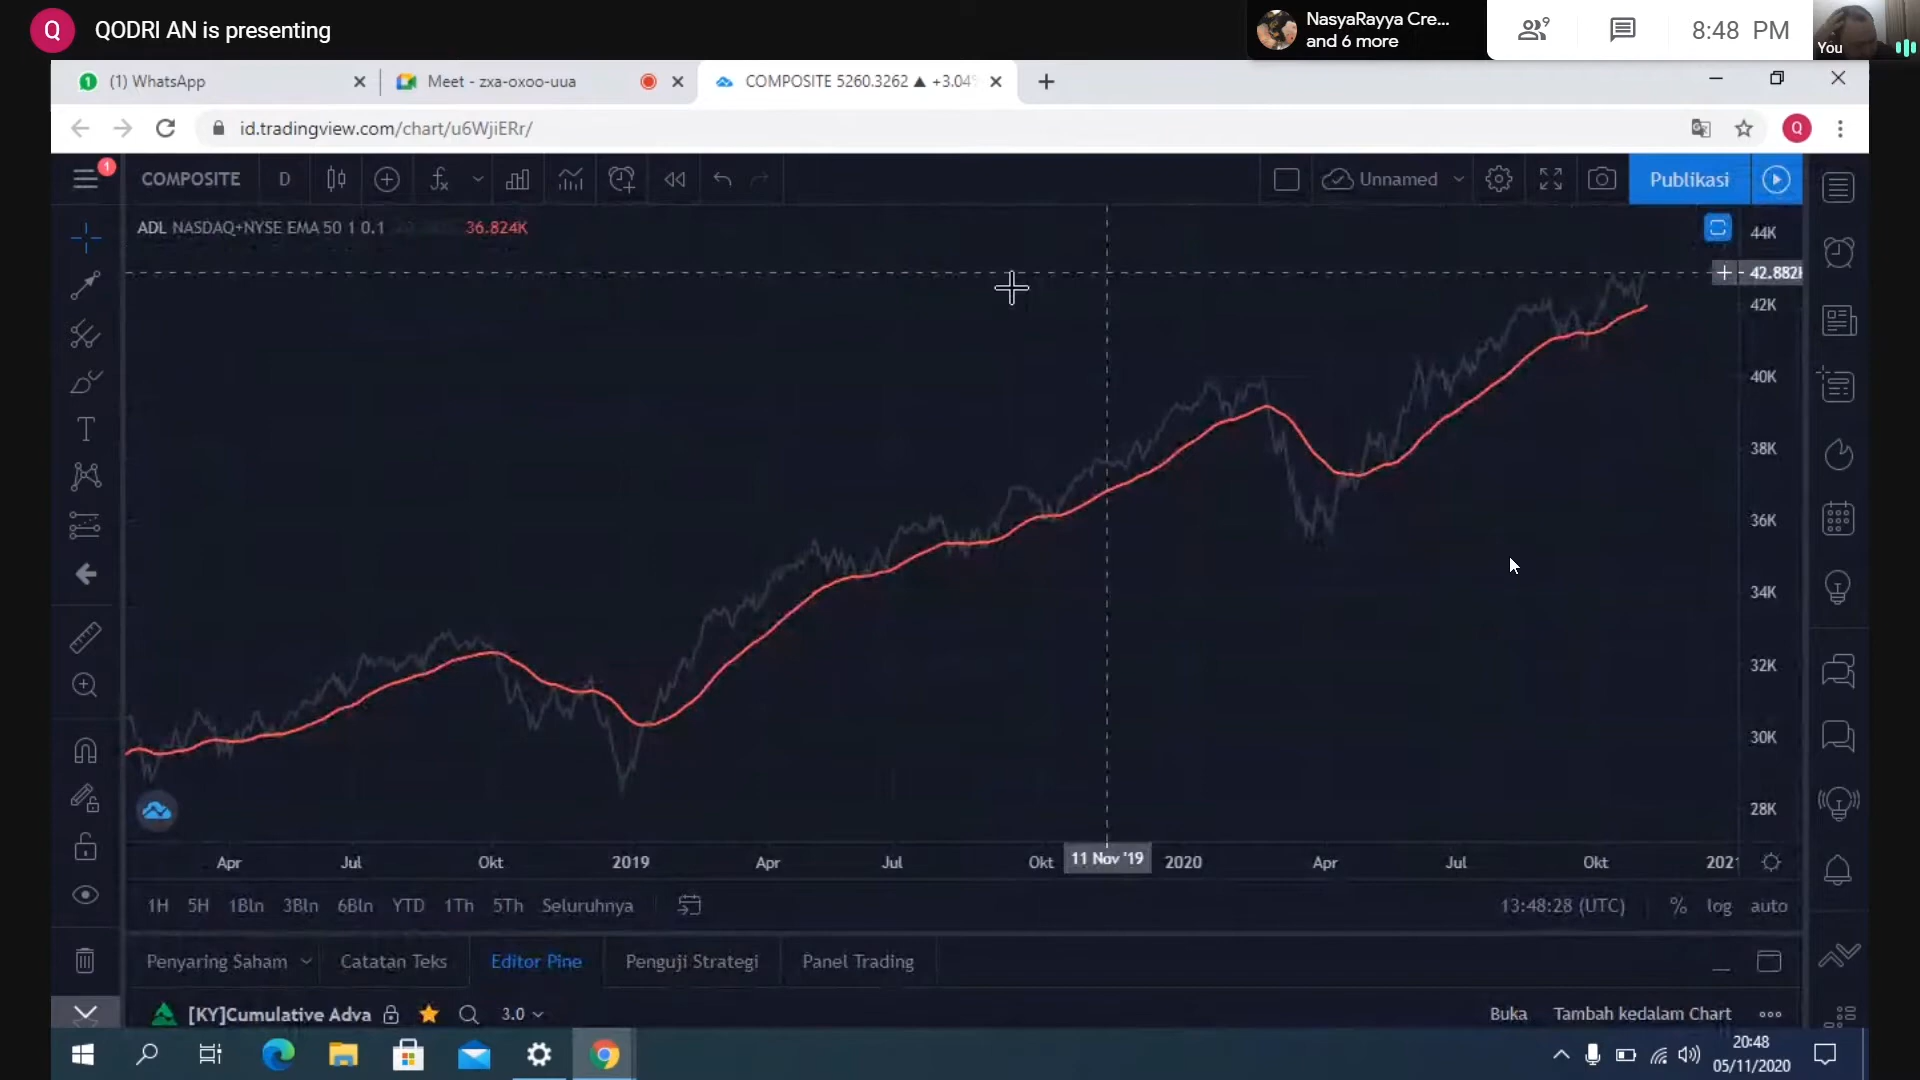 Q
QODRI AN is presenting
NasyaRayya Cre...
and 6 more
9
8:48 PM
You
1
(1) WhatsApp
Meet - zxa-oxoo-uua
COMPOSITE 5260.3262 ▲ +3.04%
id.tradingview.com/chart/u6WjiERr/
Q
1
COMPOSITE
D
Unnamed
Publikasi
ADL NASDAQ+NYSE EMA 50 1 0.1
36.824K
44K
42.882K
42K
40K
38K
36K
34K
32K
30K
28K
Apr
Jul
Okt
2019
Apr
Jul
Okt
11 Nov '19
2020
Apr
Jul
Okt
2021
1H
5H
1Bln
3Bln
6Bln
YTD
1Th
5Th
Seluruhnya
13:48:28 (UTC)
%
log
auto
Penyaring Saham
Catatan Teks
Editor Pine
Penguji Strategi
Panel Trading
[KY]Cumulative Adva
3.0
Buka
Tambah kedalam Chart
20:48
05/11/2020